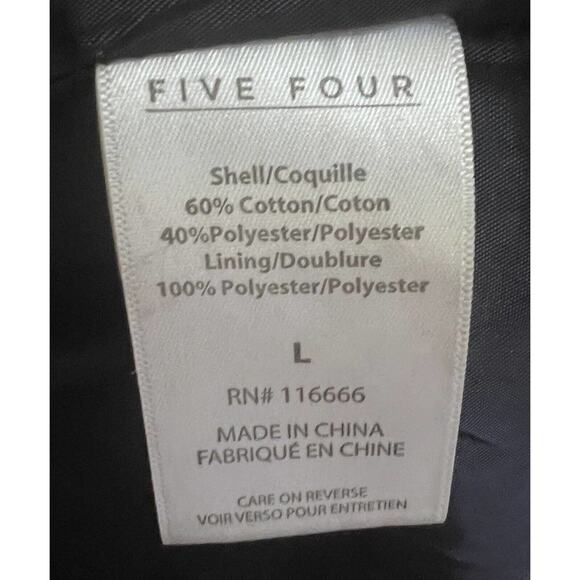 FIVE FOUR
Shell/Coquille
60% Cotton/Coton
40%Polyester/Polyester
Lining/Doublure
100% Polyester/Polyester
L
RN# 116666
MADE IN CHINA
FABRIQUÉ EN CHINE
CARE ON REVERSE
VOIR VERSO POUR ENTRETIEN